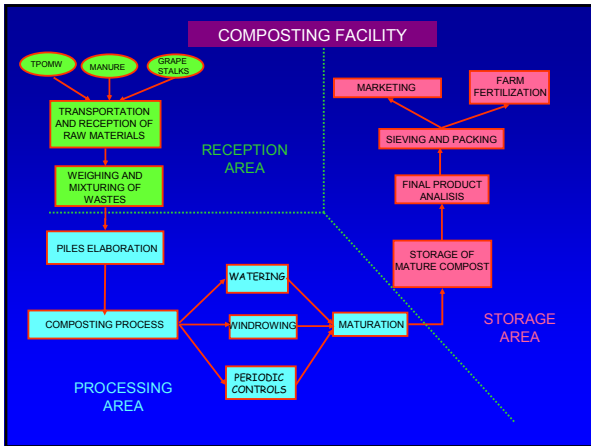 COMPOSTING FACILITY
TPOMW
MANURE
GRAPE
STALKS
TRANSPORTATION
AND RECEPTION OF
RAW MATERIALS
WEIGHING AND
MIXTURING OF
WASTES
RECEPTION
AREA
PILES ELABORATION
COMPOSTING PROCESS
WATERING
WINDROWING
PERIODIC
CONTROLS
MATURATION
PROCESSING
AREA
MARKETING
FARM
FERTILIZATION
SIEVING AND PACKING
FINAL PRODUCT
ANALISIS
STORAGE OF
MATURE COMPOST
STORAGE
AREA